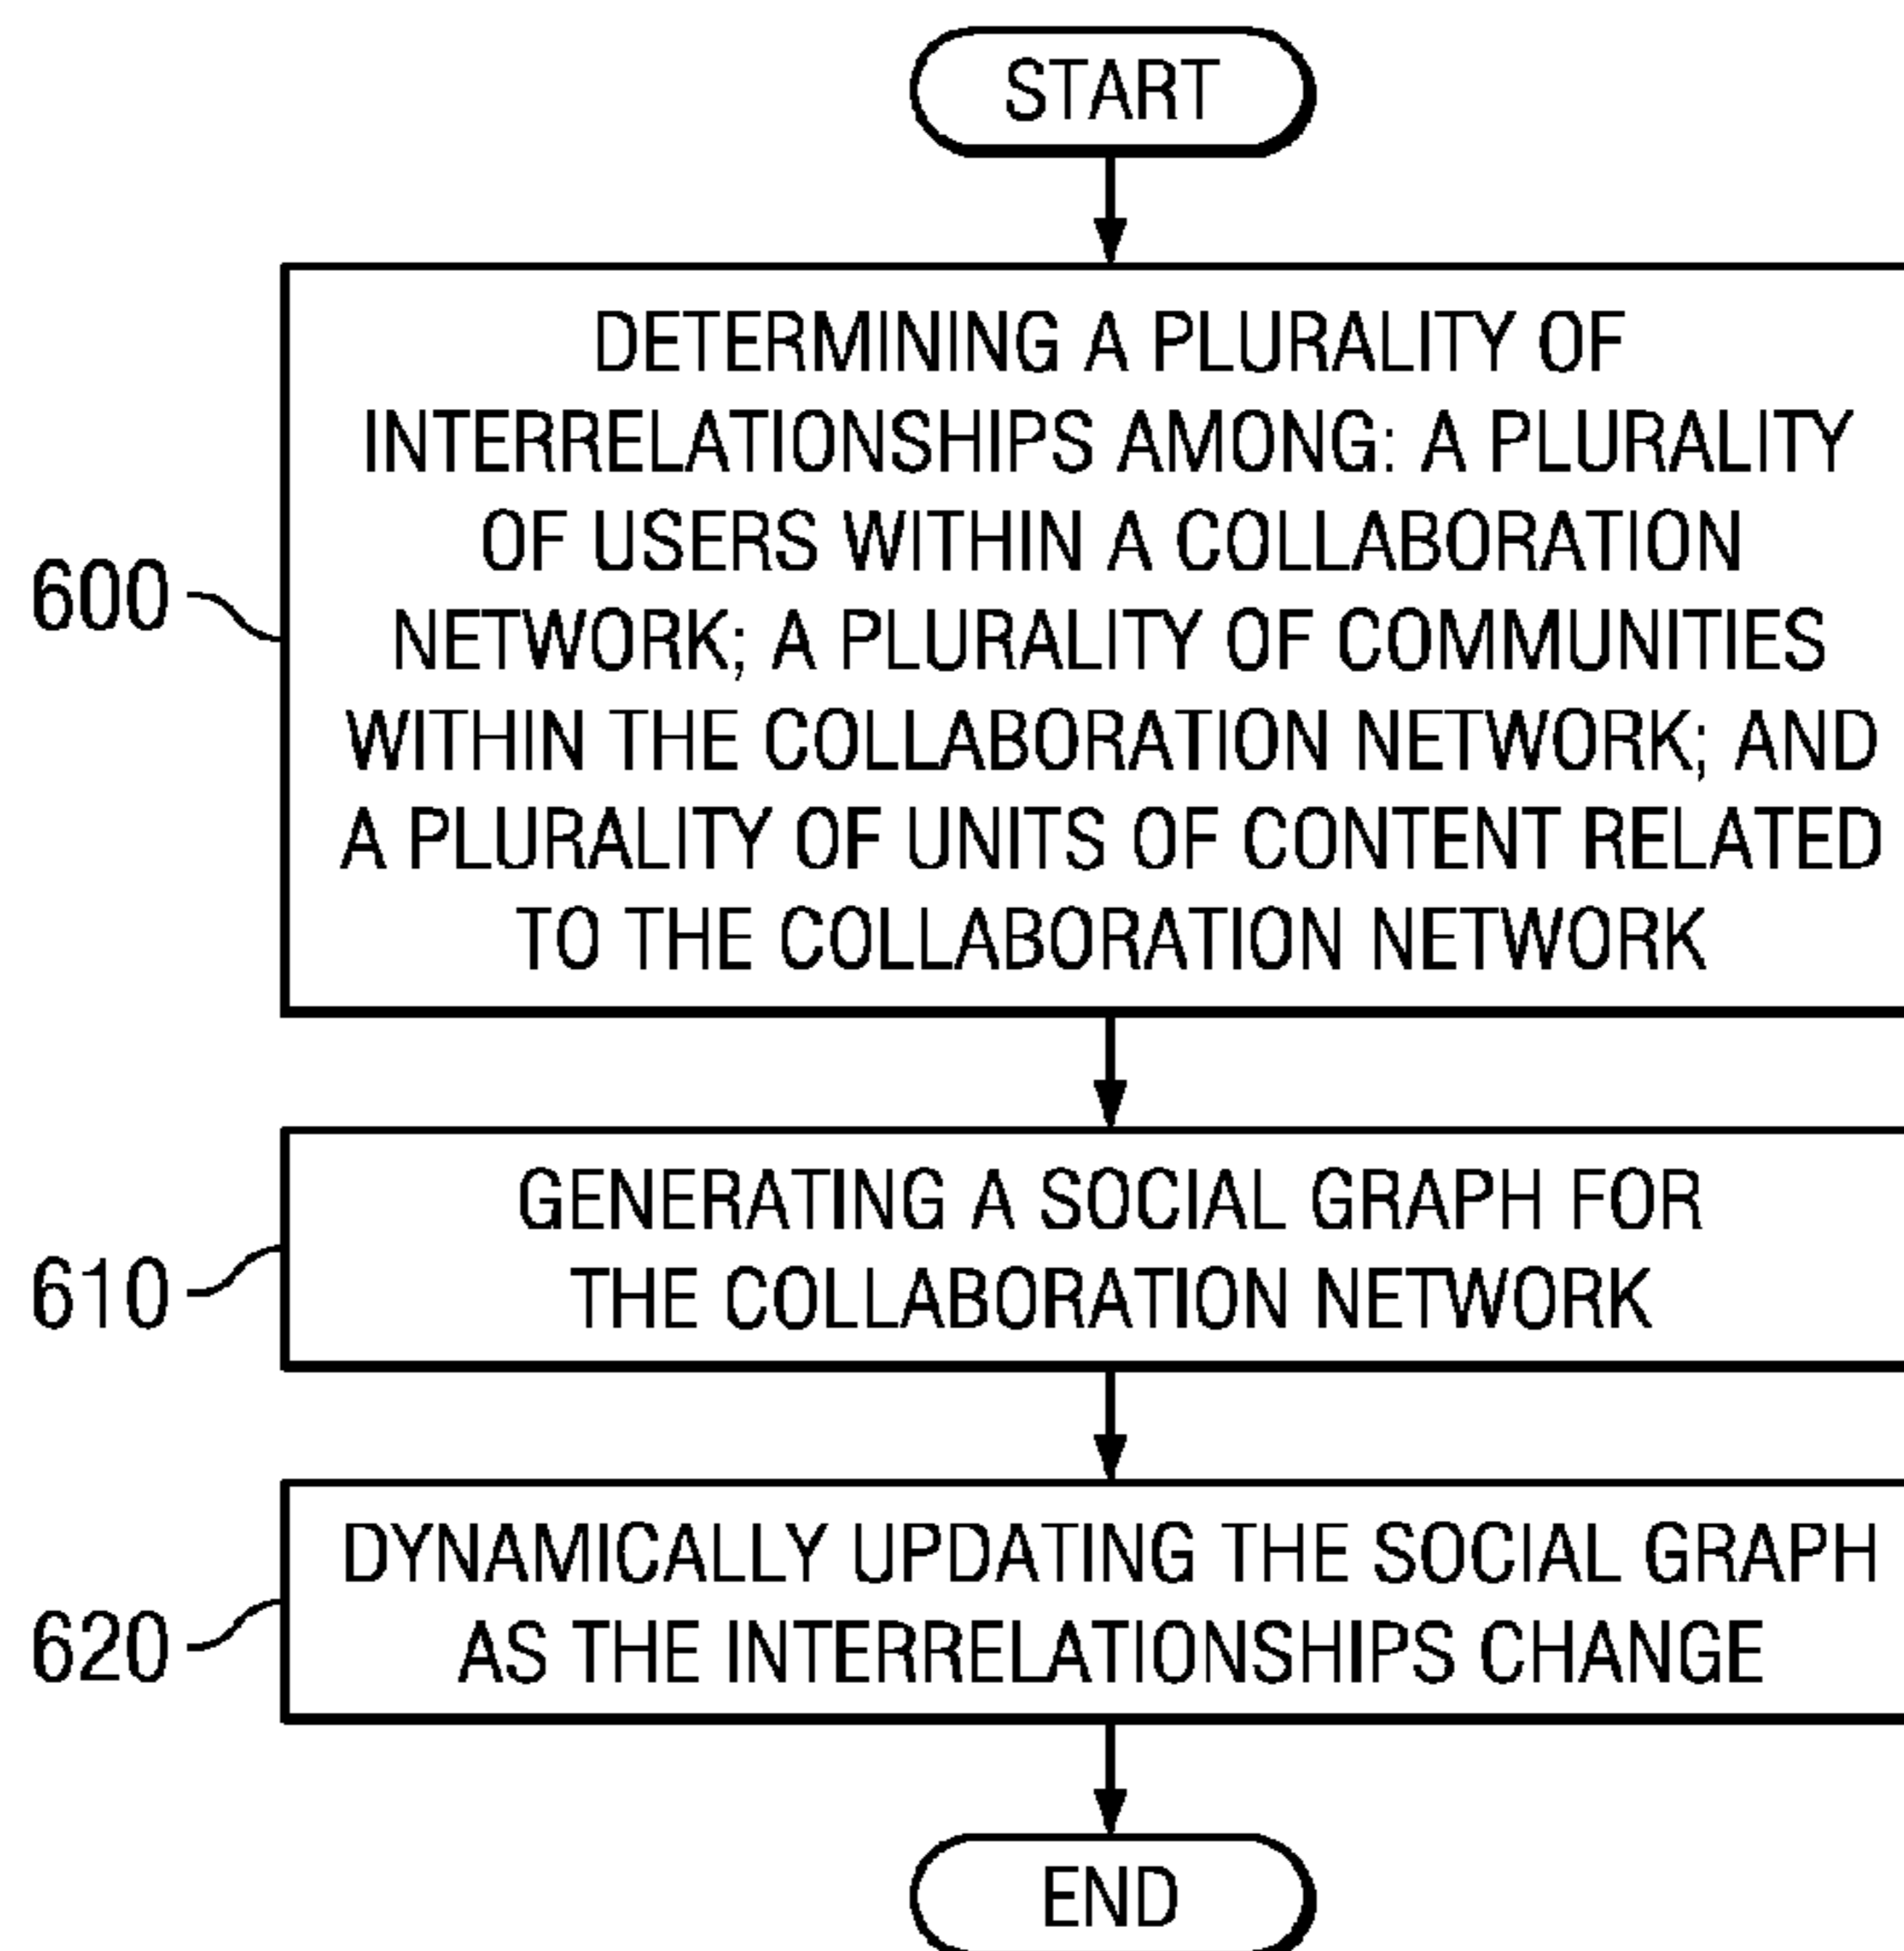 START
DETERMINING A PLURALITY OF
INTERRELATIONSHIPS AMONG: A PLURALITY
OF USERS WITHIN A COLLABORATION
NETWORK; A PLURALITY OF COMMUNITIES
WITHIN THE COLLABORATION NETWORK; AND
A PLURALITY OF UNITS OF CONTENT RELATED
TO THE COLLABORATION NETWORK
600
GENERATING A SOCIAL GRAPH FOR
THE COLLABORATION NETWORK
610
DYNAMICALLY UPDATING THE SOCIAL GRAPH
AS THE INTERRELATIONSHIPS CHANGE
620
END